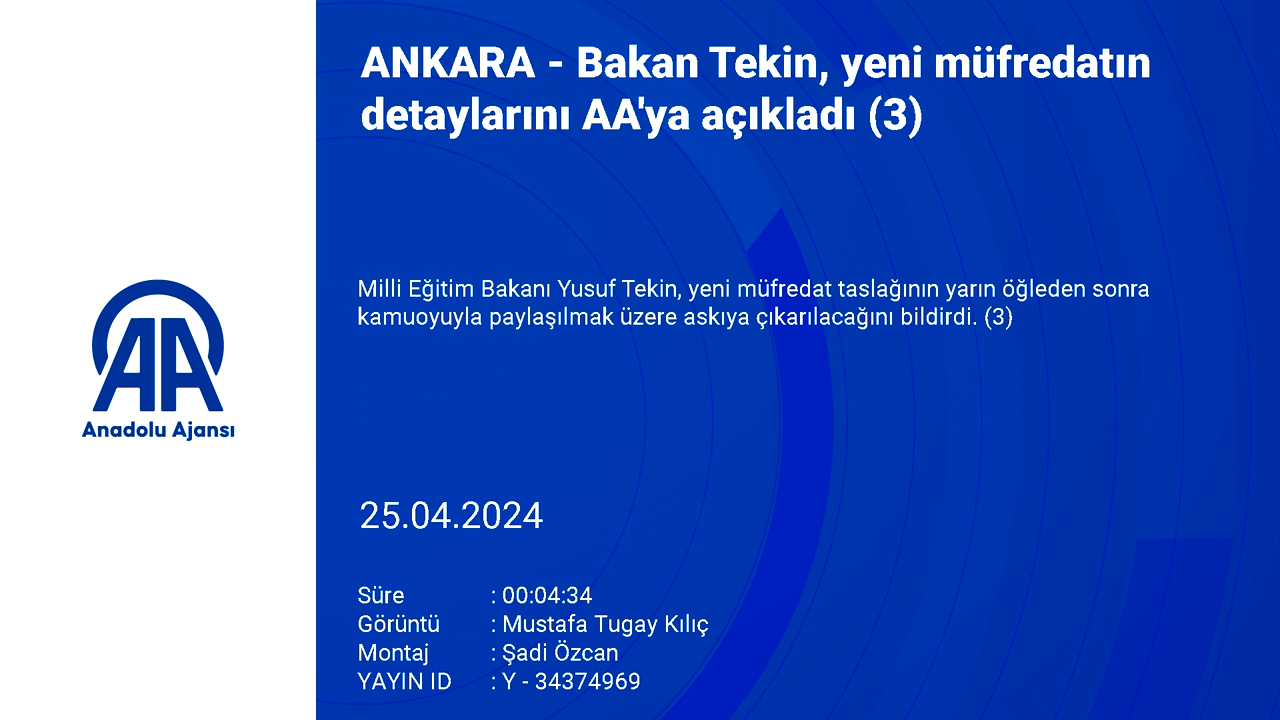 ANKARA - Bakan Tekin, yeni müfredatın
detaylarını AA'ya açıkladı (3)
Milli Eğitim Bakanı Yusuf Tekin, yeni müfredat taslağının yarın öğleden sonra
kamuoyuyla paylaşılmak üzere askıya çıkarılacağını bildirdi. (3)
AA
Anadolu Ajansı
25.04.2024
Süre : 00:04:34
Görüntü : Mustafa Tugay Kılıç
Montaj : Şadi Özcan
YAYIN ID : Y - 34374969